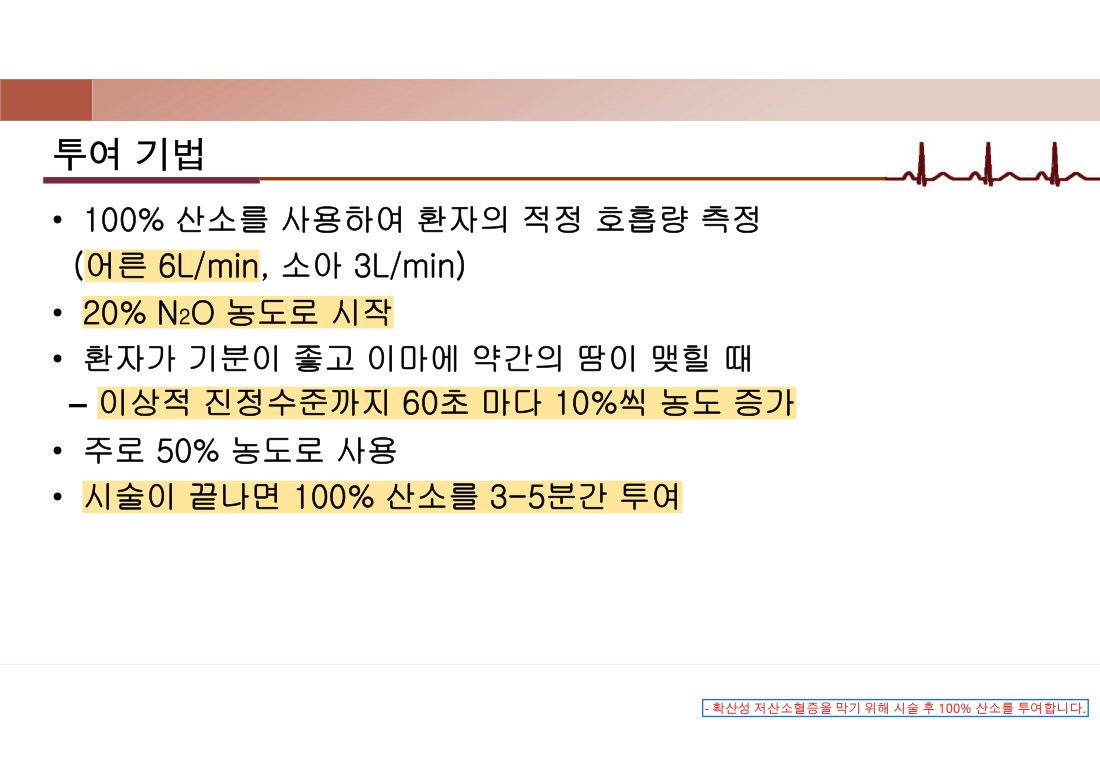 투여 기법
• 100% 산소를 사용하여 환자의 적정 호흡량 측정
(어른 6L/min, 소아 3L/min)
• 20% N2O 농도로 시작
• 환자가 기분이 좋고 이마에 약간의 땀이 맺힐 때
– 이상적 진정수준까지 60초 마다 10%씩 농도 증가
• 주로 50% 농도로 사용
• 시술이 끝나면 100% 산소를 3-5분간 투여
- 확산성 저산소혈증을 막기 위해 시술 후 100% 산소를 투여합니다.